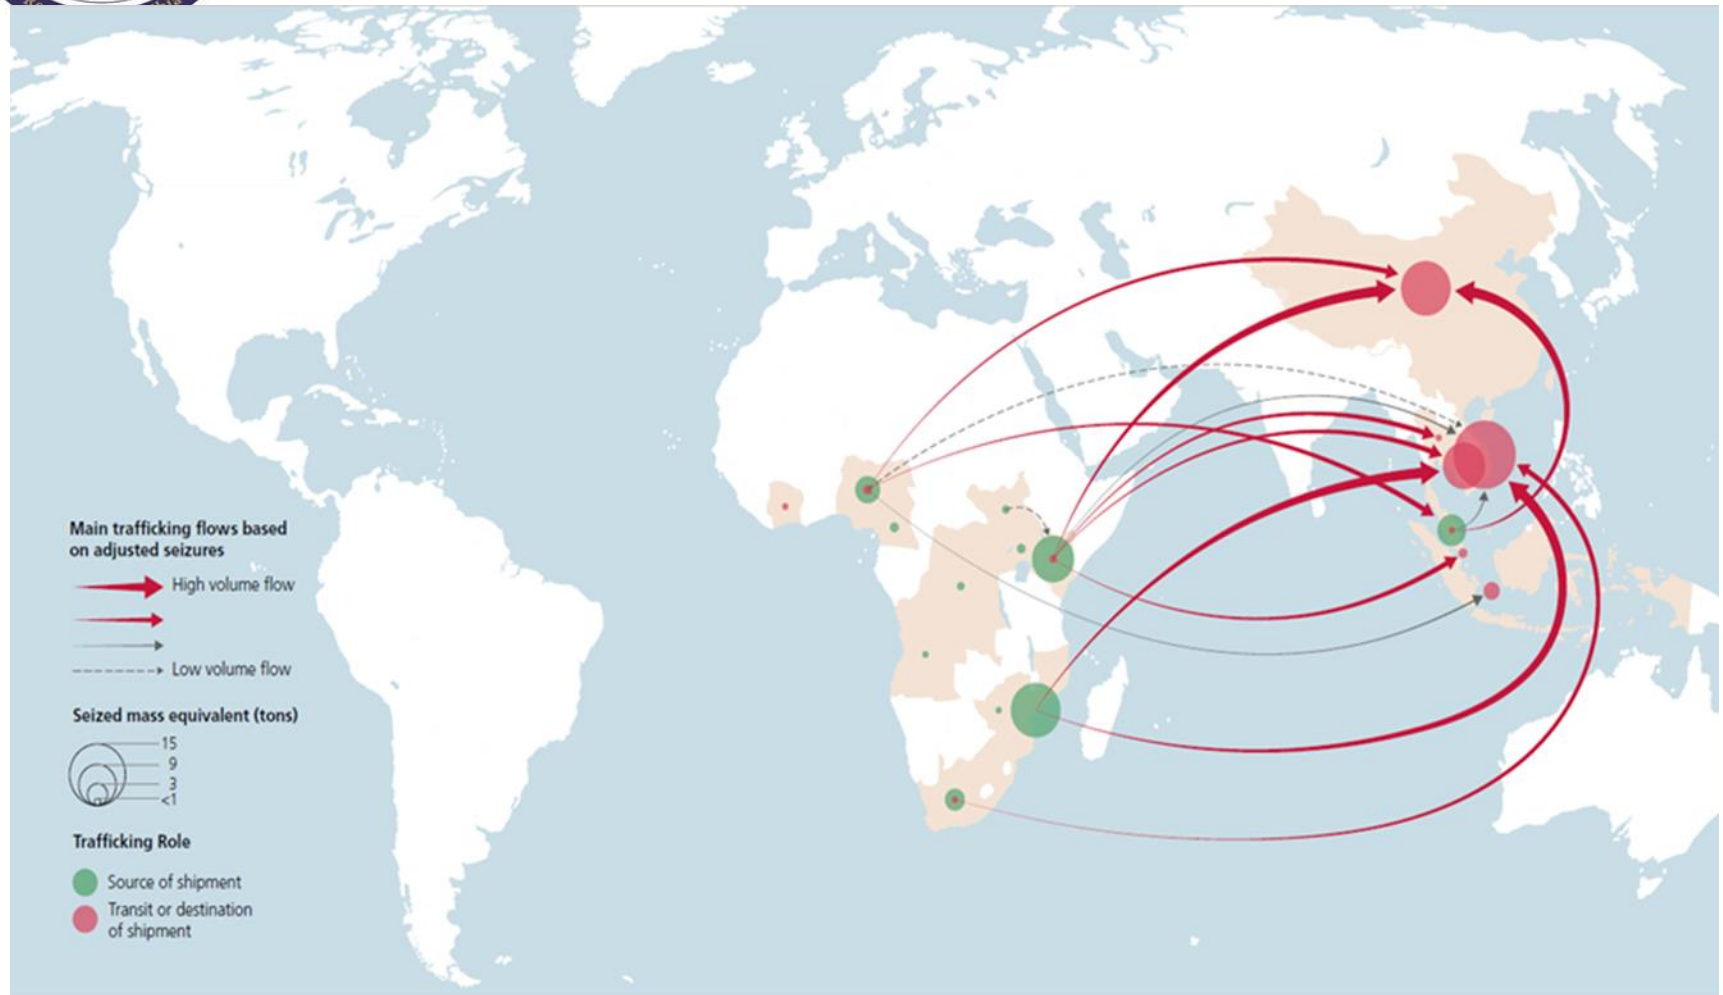 Main trafficking flows based
on adjusted seizures
High volume flow
Low volume flow
Seized mass equivalent (tons)
15
9
3
<1
Trafficking Role
Source of shipment
Transit or destination
of shipment